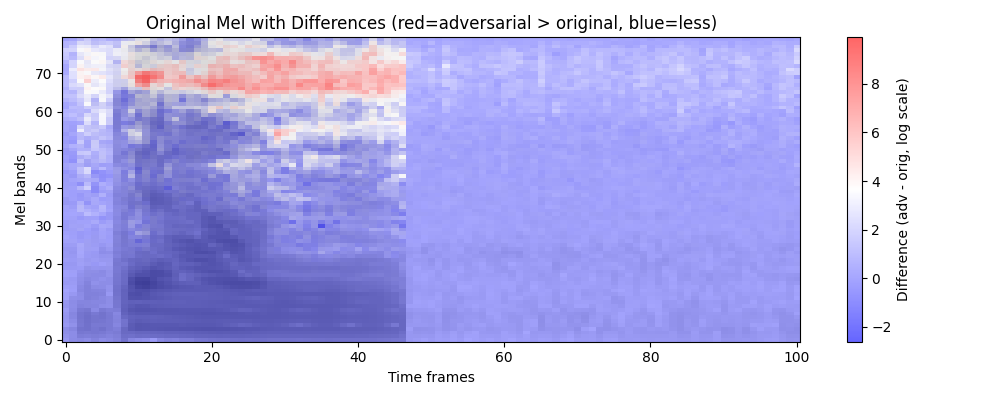 Original Mel with Differences (red=adversarial > original, blue=less)
Mel bands
70
60
50
40
30
20
10
0
0 20 40 60 80 100
Time frames
8
6
4
2
0
−2
Difference (adv - orig, log scale)